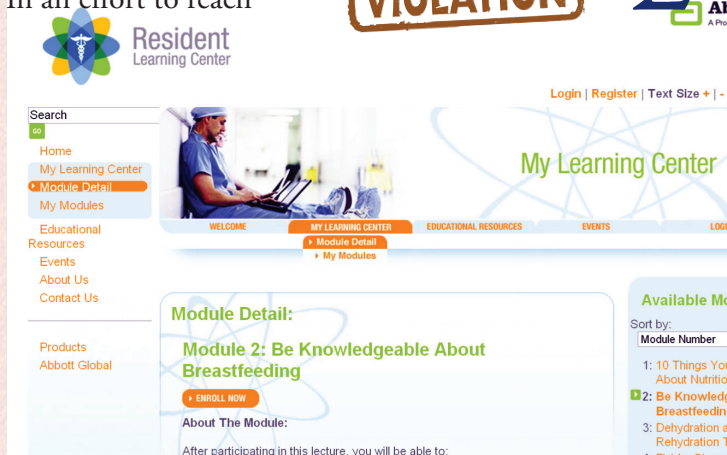 In an effort to reach
VIOLATION
Resident
Learning Center
Login | Register | Text Size + | -
Search
GO
Home
My Learning Center
Module Detail
My Modules
Educational
Resources
Events
About Us
Contact Us
Products
Abbott Global
My Learning Center
WELCOME
MY LEARNING CENTER
EDUCATIONAL RESOURCES
EVENTS
Module Detail
My Modules
Module Detail:
Module 2: Be Knowledgeable About
Breastfeeding
ENROLL NOW
About The Module:
After participating in this lecture, you will be able to:
Available
Sort by:
Module Number
1: 10 Things
About
2: Be
3: Dehydration
Rehydration